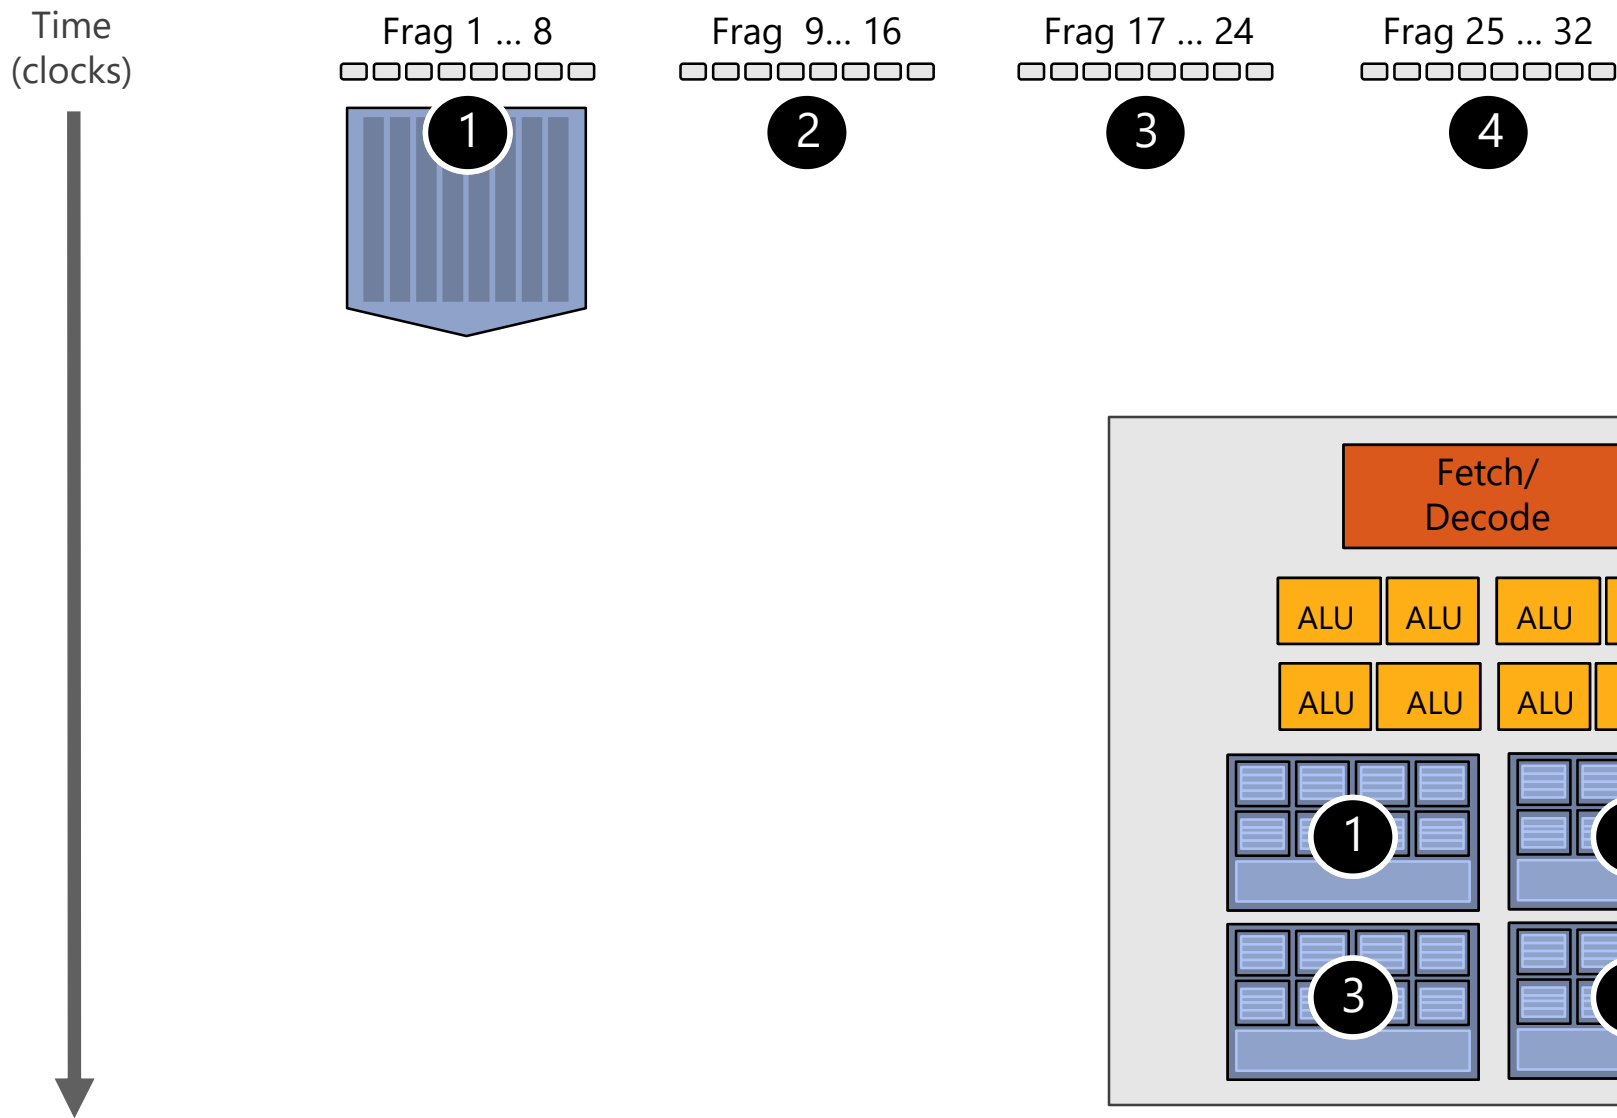 Time
(clocks)
Frag 1 … 8
Frag 9… 16
Frag 17 … 24
Frag 25 … 32
1
2
3
4
Fetch/
Decode
ALU
ALU
ALU
ALU
ALU
ALU
1
3